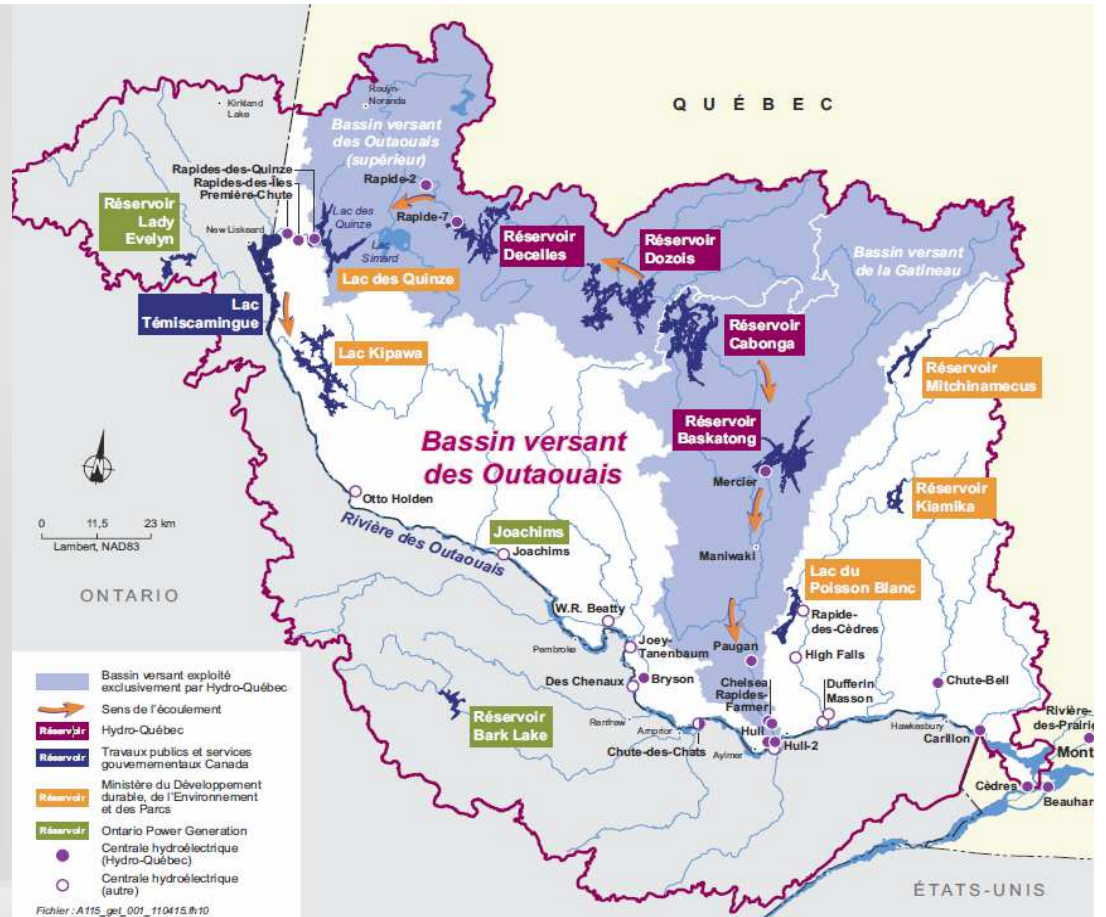 QUÉBEC
Kirkland
Lake
Rouyn-
Noranda
Bassin versant
des Outaouais
(supérieur)
Rapides-des-Quinze
Rapides-des-Îles
Première-Chute
Rapide-2
Rapide-7
Lac des
Quinze
Lac
Simard
Réservoir
Lady
Evelyn
New Liskeard
Réservoir
Decelles
Réservoir
Dozois
Bassin versant
de la Gatineau
Lac des Quinze
Lac
Témiscamingue
Lac Kipawa
Réservoir
Cabonga
Réservoir
Mitchinamecus
Bassin versant
des Outaouais
Réservoir
Baskatong
Mercier
Réservoir
Kiamika
0 11,5 23 km
Lambert, NAD83
Otto Holden
Rivière des Outaouais
Joachims
Joachims
Maniwaki
Lac du
Poisson Blanc
ONTARIO
W.R. Beatty
Rapide-
des-Cèdres
Pembroke
Joey-
Tanenbaum
Paugan
High Falls
Des Chenaux
Bryson
Chelsea
Rapides-
Farmer
Dufferin
Masson
Chute-Bell
Réservoir
Bark Lake
Renfrew
Arnprior
Chute-des-Chats
Aylmer
Hull
Hull-2
Hawkesbury
Carillon
Rivière-
des-Prairie
Mont
Cèdres
Beauhar
ÉTATS-UNIS
Bassin versant exploité
exclusivement par Hydro-Québec
Sens de l'écoulement
Réservoir Hydro-Québec
Réservoir Travaux publics et services
gouvernementaux Canada
Réservoir Ministère du Développement
durable, de l'Environnement
et des Parcs
Réservoir Ontario Power Generation
Centrale hydroélectrique
(Hydro-Québec)
Centrale hydroélectrique
(autre)
Fichier : A115_get_001_110415.fh10